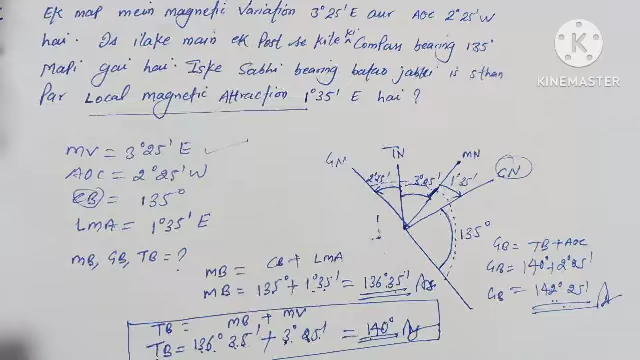 Ek map mein magnetic Variation 3°25' E aur AOC 2°25' W
hai. Is ilake main ek Post se kile ki Compass bearing 135°
Mapi gai hai. Iske Sabhi bearing batao jabki is sthan
Par Local magnetic Attraction 1°35' E hai ?
MV = 3°25' E
AOC = 2°25' W
CB = 135°
LMA = 1°35' E
MB, GB, TB = ?
GN
TN
MN
CN
2°25'
3°25'
1°35'
135°
MB = CB + LMA
MB = 135° + 1°35' = 136°35'
TB = MB + MV
TB = 136°35' + 3°25' = 140°
GB = TB + AOC
GB = 140° + 2°25'
GB = 142°25'
K
KINEMASTER